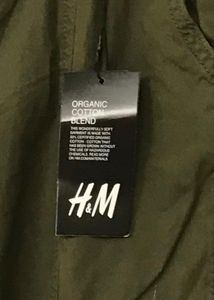 ORGANIC
COTTON
BLEND
THIS WONDERFULLY SOFT
GARMENT IS MADE WITH
50% CERTIFIED ORGANIC
COTTON - COTTON THAT
HAS BEEN GROWN WITHOUT
THE USE OF HAZARDOUS
CHEMICALS. READ MORE
ON HM.COM/MATERIALS
H&M